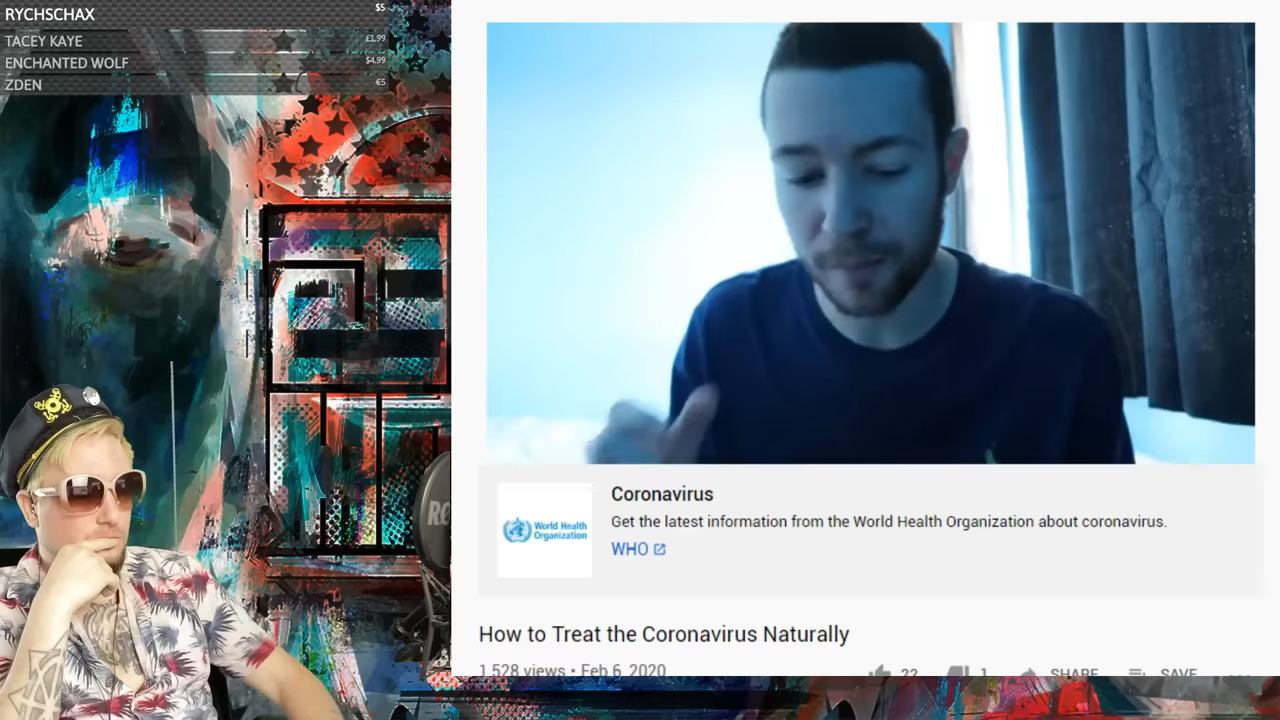 RYCHSCHAX $5
TACEY KAYE £1.99
ENCHANTED WOLF $4.99
ZDEN €5
World Health
Organization
Coronavirus
Get the latest information from the World Health Organization about coronavirus.
WHO
How to Treat the Coronavirus Naturally
1,528 views • Feb 6, 2020 22 1 SHARE SAVE